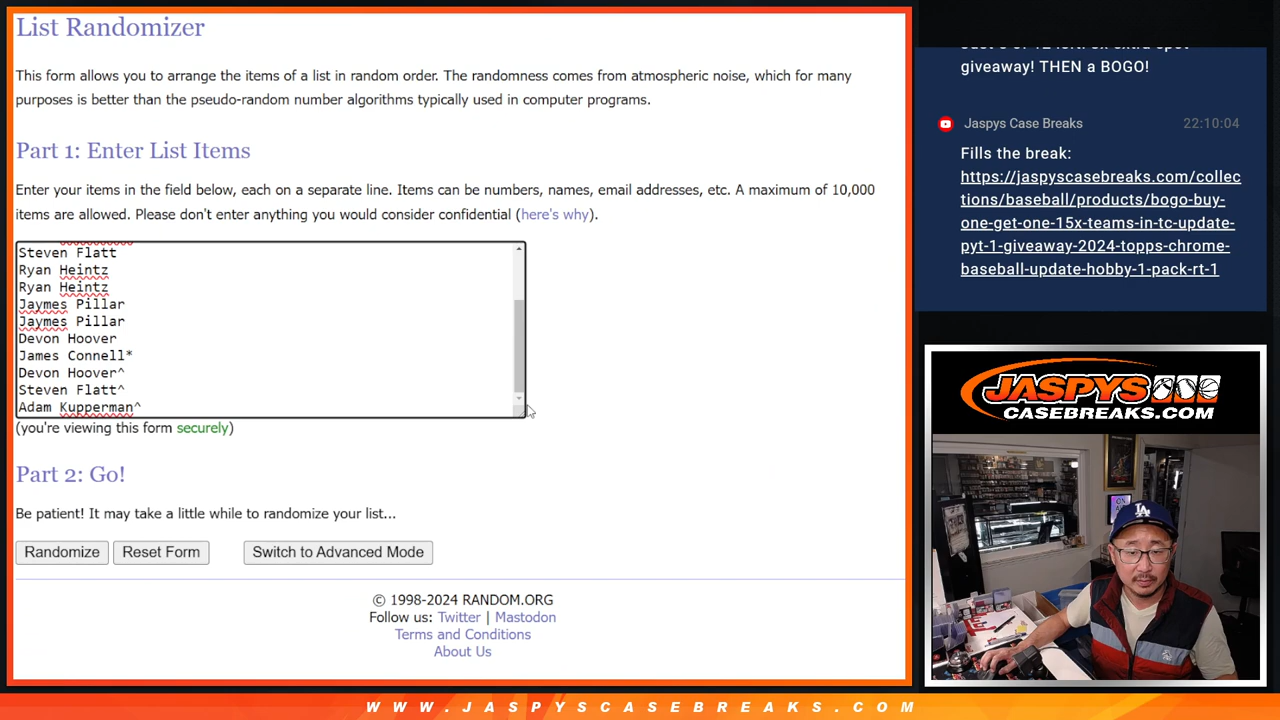 List Randomizer
This form allows you to arrange the items of a list in random order. The randomness comes from atmospheric noise, which for many
purposes is better than the pseudo-random number algorithms typically used in computer programs.
Part 1: Enter List Items
Enter your items in the field below, each on a separate line. Items can be numbers, names, email addresses, etc. A maximum of 10,000
items are allowed. Please don't enter anything you would consider confidential (here's why).
Steven Flatt
Ryan Heintz
Ryan Heintz
Jaymes Pillar
Jaymes Pillar
Devon Hoover
James Connell*
Devon Hoover^
Steven Flatt^
Adam Kupperman^
(you're viewing this form securely)
Part 2: Go!
Be patient! It may take a little while to randomize your list...
Randomize
Reset Form
Switch to Advanced Mode
© 1998-2024 RANDOM.ORG
Follow us: Twitter | Mastodon
Terms and Conditions
About Us
giveaway! THEN a BOGO!
Jaspys Case Breaks 22:10:04
Fills the break:
https://jaspyscasebreaks.com/collec
tions/baseball/products/bogo-buy-
one-get-one-15x-teams-in-tc-update-
pyt-1-giveaway-2024-topps-chrome-
baseball-update-hobby-1-pack-rt-1
JASPYS
CASEBREAKS.COM
LA
WWW.JASPYSCASEBREAKS.COM